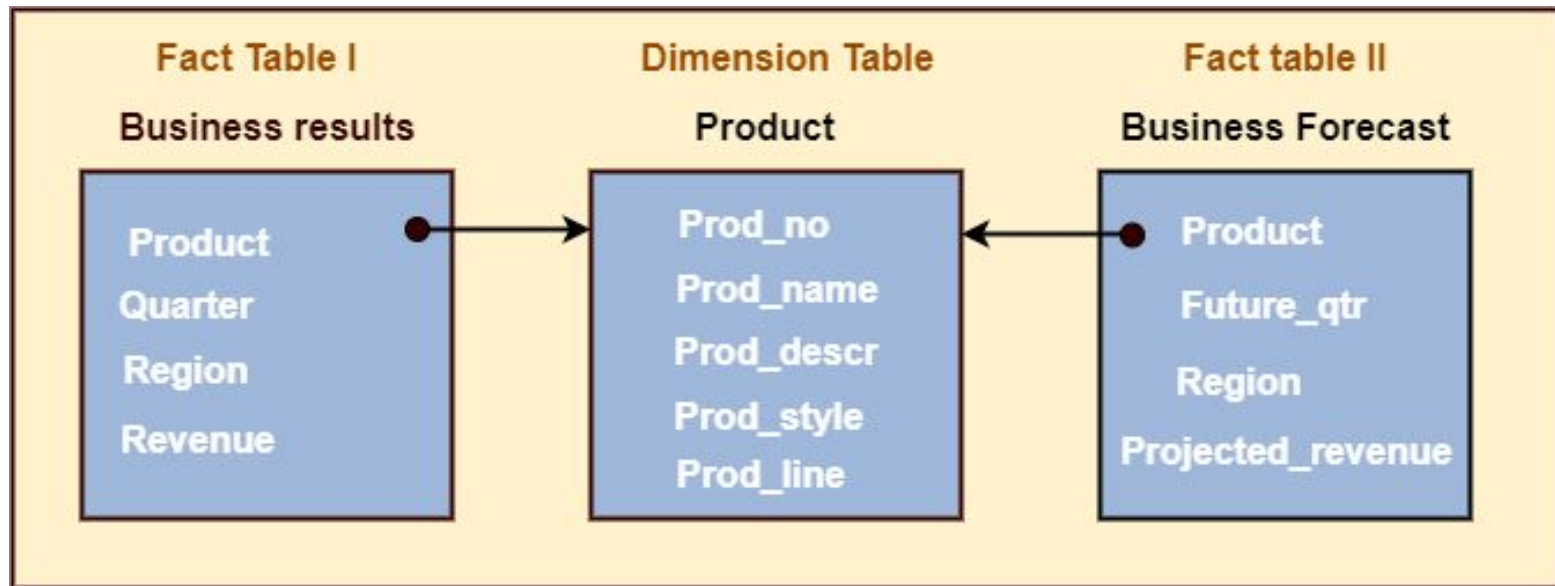 Fact Table I
Business results
Product
Quarter
Region
Revenue
Dimension Table
Product
Prod_no
Prod_name
Prod_descr
Prod_style
Prod_line
Fact table II
Business Forecast
Product
Future_qtr
Region
Projected_revenue